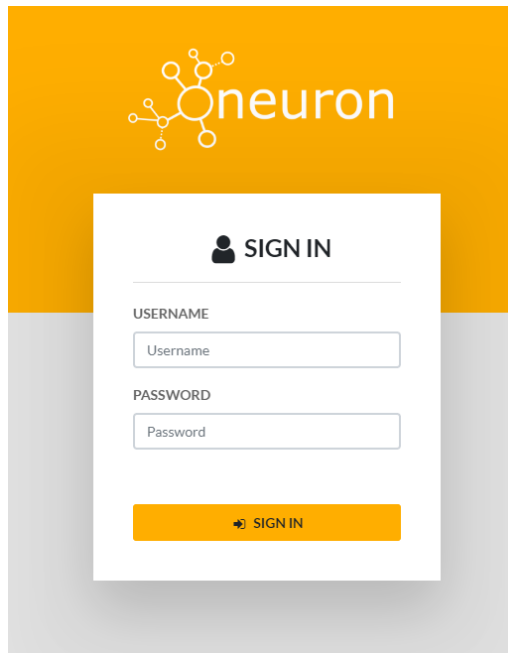 neuron
SIGN IN
USERNAME
Username
PASSWORD
Password
SIGN IN